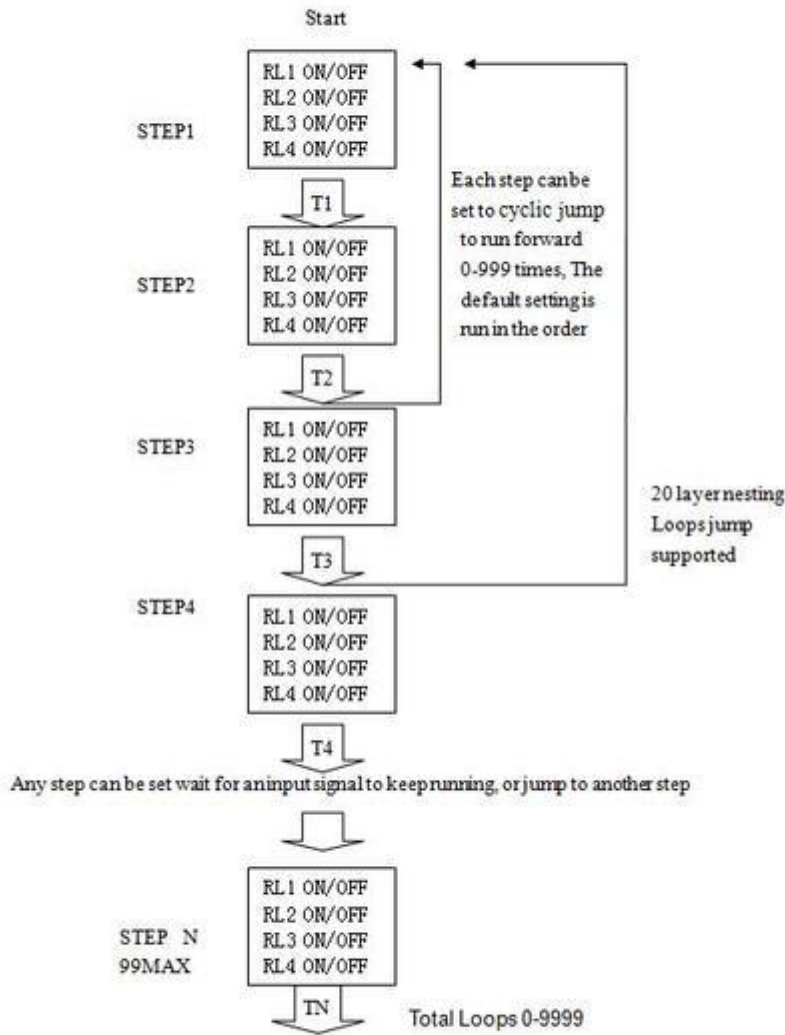 Start
RL1 ON/OFF
RL2 ON/OFF
RL3 ON/OFF
RL4 ON/OFF
STEP1
T1
RL1 ON/OFF
RL2 ON/OFF
RL3 ON/OFF
RL4 ON/OFF
STEP2
T2
Each step can be
set to cyclic jump
to run forward
0-999 times, The
default setting is
run in the order
RL1 ON/OFF
RL2 ON/OFF
RL3 ON/OFF
RL4 ON/OFF
STEP3
T3
20 layer nesting
Loops jump
supported
STEP4
RL1 ON/OFF
RL2 ON/OFF
RL3 ON/OFF
RL4 ON/OFF
T4
Any step can be set wait for an input signal to keep running, or jump to another step
RL1 ON/OFF
RL2 ON/OFF
RL3 ON/OFF
RL4 ON/OFF
STEP N
99MAX
TN
Total Loops 0-9999